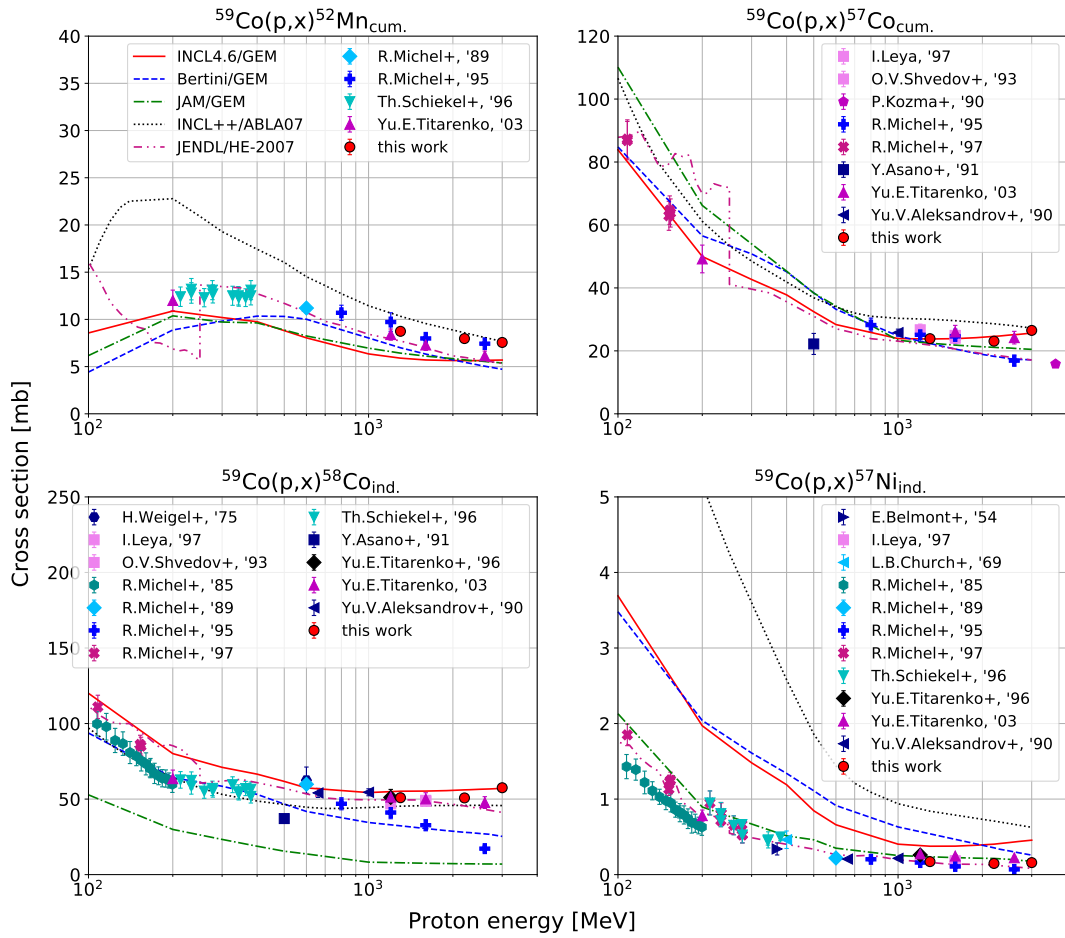 ⁵⁹Co(p,x)⁵²Mn_cum.
40
35
30
25
20
15
10
5
0
10²
10³
INCL4.6/GEM
Bertini/GEM
JAM/GEM
INCL++/ABLA07
JENDL/HE-2007
R.Michel+, '89
R.Michel+, '95
Th.Schiekel+, '96
Yu.E.Titarenko, '03
this work
⁵⁹Co(p,x)⁵⁷Co_cum.
120
100
80
60
40
20
0
10²
10³
I.Leya, '97
O.V.Shvedov+, '93
P.Kozma+, '90
R.Michel+, '95
R.Michel+, '97
Y.Asano+, '91
Yu.E.Titarenko, '03
Yu.V.Aleksandrov+, '90
this work
Cross section [mb]
⁵⁹Co(p,x)⁵⁸Co_ind.
250
200
150
100
50
0
10²
10³
H.Weigel+, '75
I.Leya, '97
O.V.Shvedov+, '93
R.Michel+, '85
R.Michel+, '89
R.Michel+, '95
R.Michel+, '97
Th.Schiekel+, '96
Y.Asano+, '91
Yu.E.Titarenko+, '96
Yu.E.Titarenko, '03
Yu.V.Aleksandrov+, '90
this work
⁵⁹Co(p,x)⁵⁷Ni_ind.
5
4
3
2
1
0
10²
10³
E.Belmont+, '54
I.Leya, '97
L.B.Church+, '69
R.Michel+, '85
R.Michel+, '89
R.Michel+, '95
R.Michel+, '97
Th.Schiekel+, '96
Yu.E.Titarenko+, '96
Yu.E.Titarenko, '03
Yu.V.Aleksandrov+, '90
this work
Proton energy [MeV]